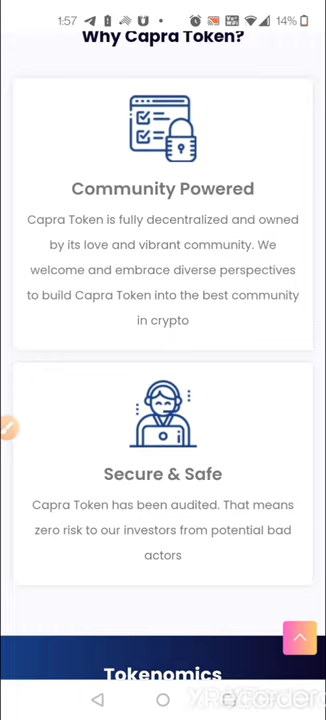 1:57
14%
Why Capra Token?
Community Powered
Capra Token is fully decentralized and owned
by its love and vibrant community. We
welcome and embrace diverse perspectives
to build Capra Token into the best community
in crypto
Secure & Safe
Capra Token has been audited. That means
zero risk to our investors from potential bad
actors
Tokenomics